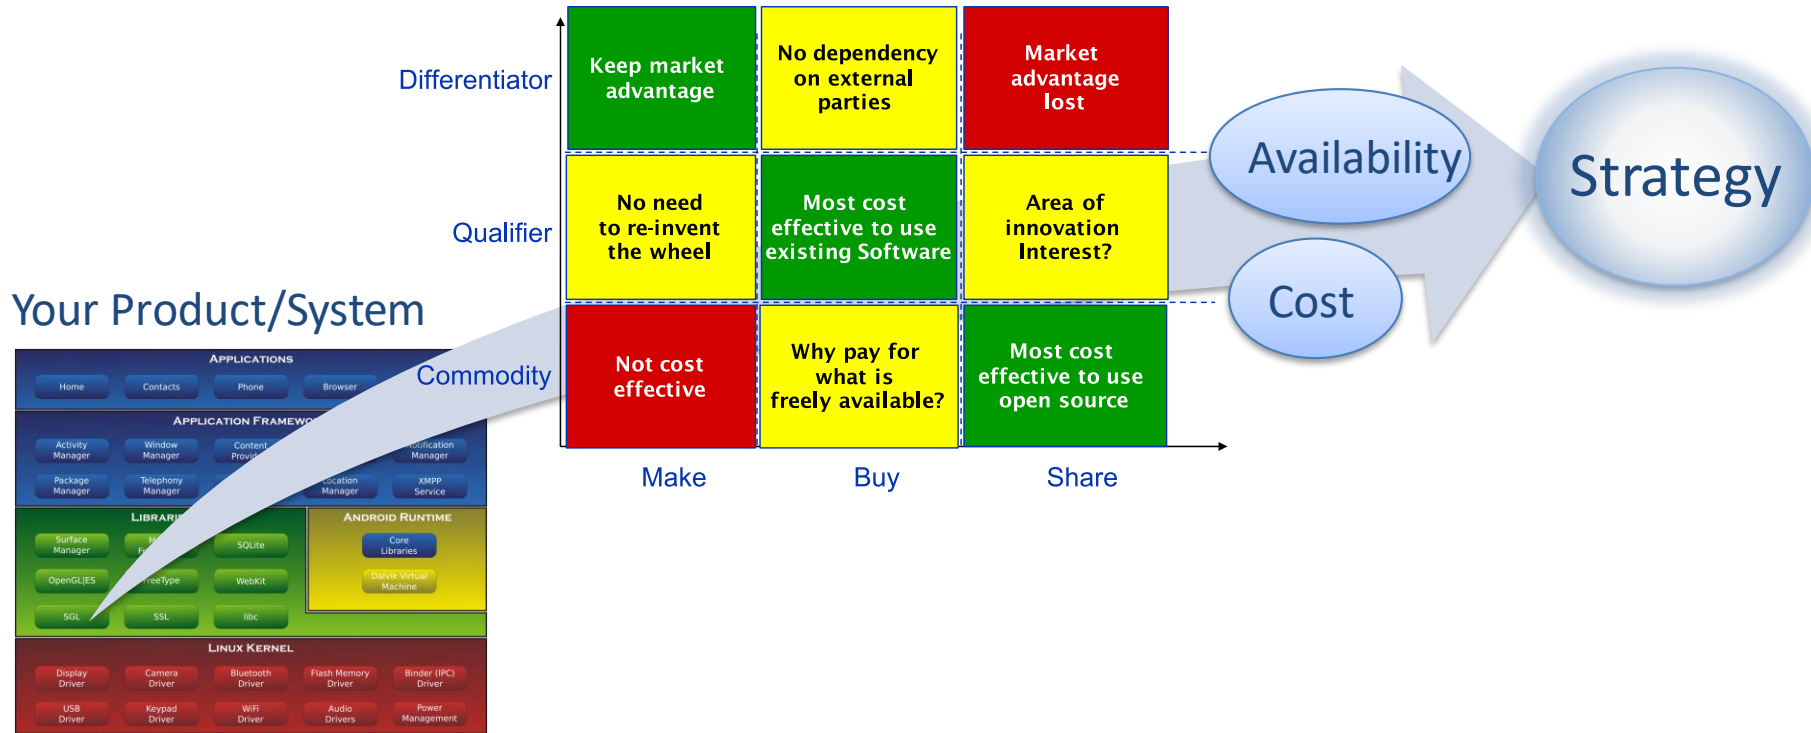 Differentiator
Keep market
advantage
No dependency
on external
parties
Market
advantage
lost
Qualifier
No need
to re-invent
the wheel
Most cost
effective to use
existing Software
Area of
innovation
Interest?
Commodity
Not cost
effective
Why pay for
what is
freely available?
Most cost
effective to use
open source
Make
Buy
Share
Availability
Cost
Strategy
Your Product/System
APPLICATIONS
Home
Contacts
Phone
Browser
APPLICATION FRAMEW
Activity
Manager
Window
Manager
Content
Provid
Notification
Manager
Package
Manager
Telephony
Manager
Location
Manager
XMPP
Service
LIBRARI
Surface
Manager
SQLite
OpenGL|ES
FreeType
WebKit
SGL
SSL
libc
ANDROID RUNTIME
Core
Libraries
Dalvik Virtual
Machine
LINUX KERNEL
Display
Driver
Camera
Driver
Bluetooth
Driver
Flash Memory
Driver
Binder (IPC)
Driver
USB
Driver
Keypad
Driver
WiFi
Driver
Audio
Drivers
Power
Management